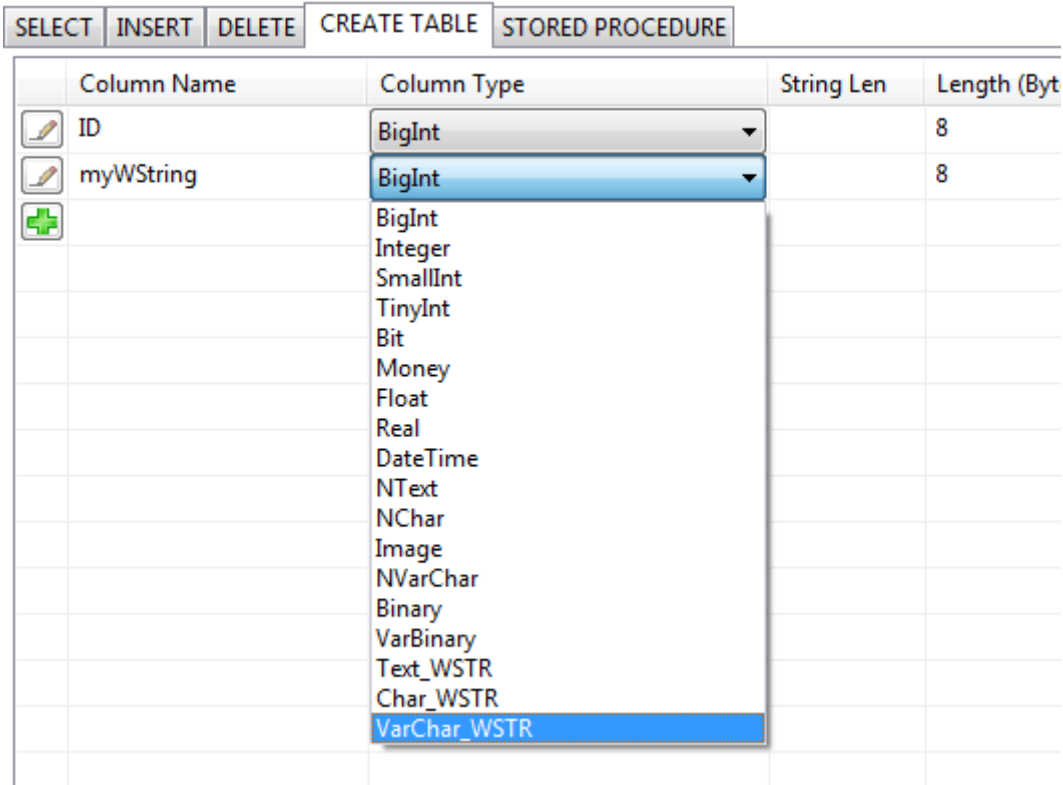 SELECT INSERT DELETE CREATE TABLE STORED PROCEDURE
Column Name Column Type String Len Length (Byt
ID BigInt 8
myWString BigInt 8
BigInt
Integer
SmallInt
TinyInt
Bit
Money
Float
Real
DateTime
NText
NChar
Image
NVarChar
Binary
VarBinary
Text_WSTR
Char_WSTR
VarChar_WSTR